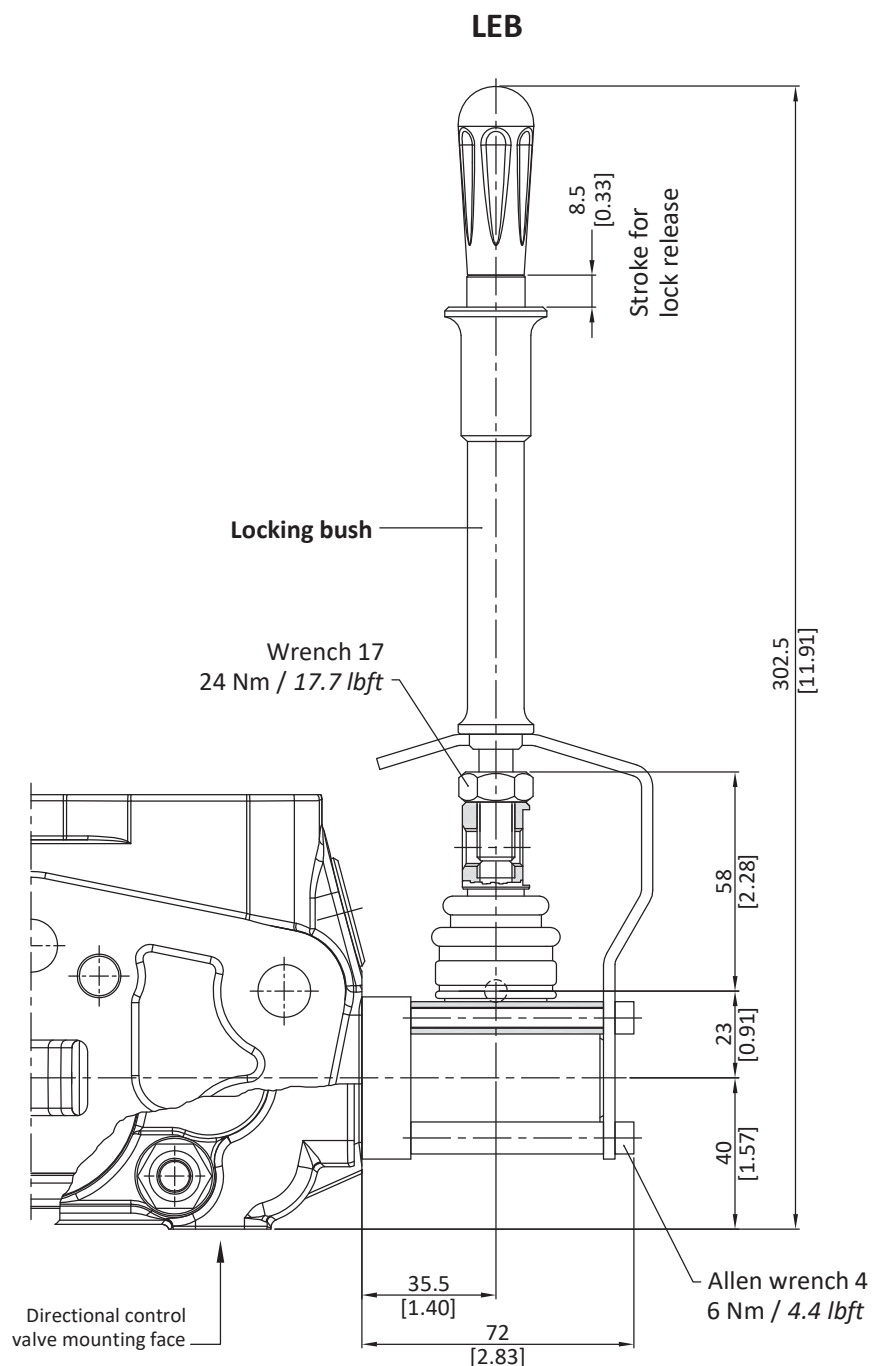 LEB
8.5
[0.33]
Stroke for
lock release
Locking bush
302.5
[11.91]
Wrench 17
24 Nm / 17.7 lbft
58
[2.28]
23
[0.91]
40
[1.57]
35.5
[1.40]
Allen wrench 4
6 Nm / 4.4 lbft
Directional control
valve mounting face
72
[2.83]